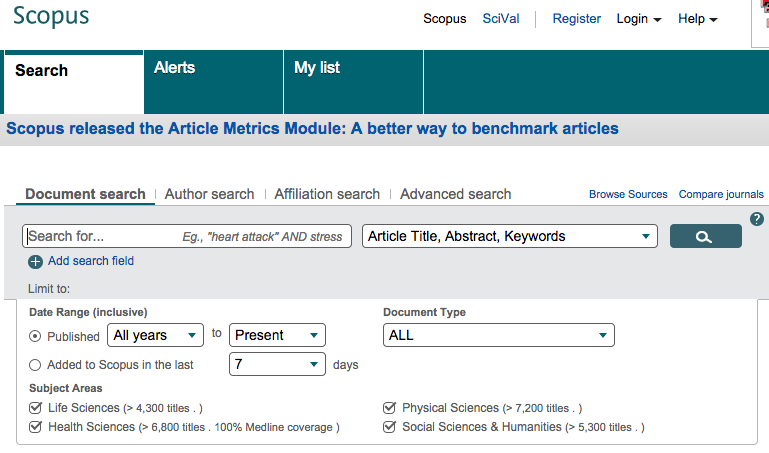 Scopus
Scopus SciVal Register Login Help
Search Alerts My list
Scopus released the Article Metrics Module: A better way to benchmark articles
Document search Author search Affiliation search Advanced search Browse Sources Compare journals
?
Search for... Eg., "heart attack" AND stress Article Title, Abstract, Keywords
Add search field
Limit to:
Date Range (inclusive) Document Type
Published All years to Present ALL
Added to Scopus in the last 7 days
Subject Areas
Life Sciences (> 4,300 titles . ) Physical Sciences (> 7,200 titles . )
Health Sciences (> 6,800 titles . 100% Medline coverage ) Social Sciences & Humanities (> 5,300 titles . )